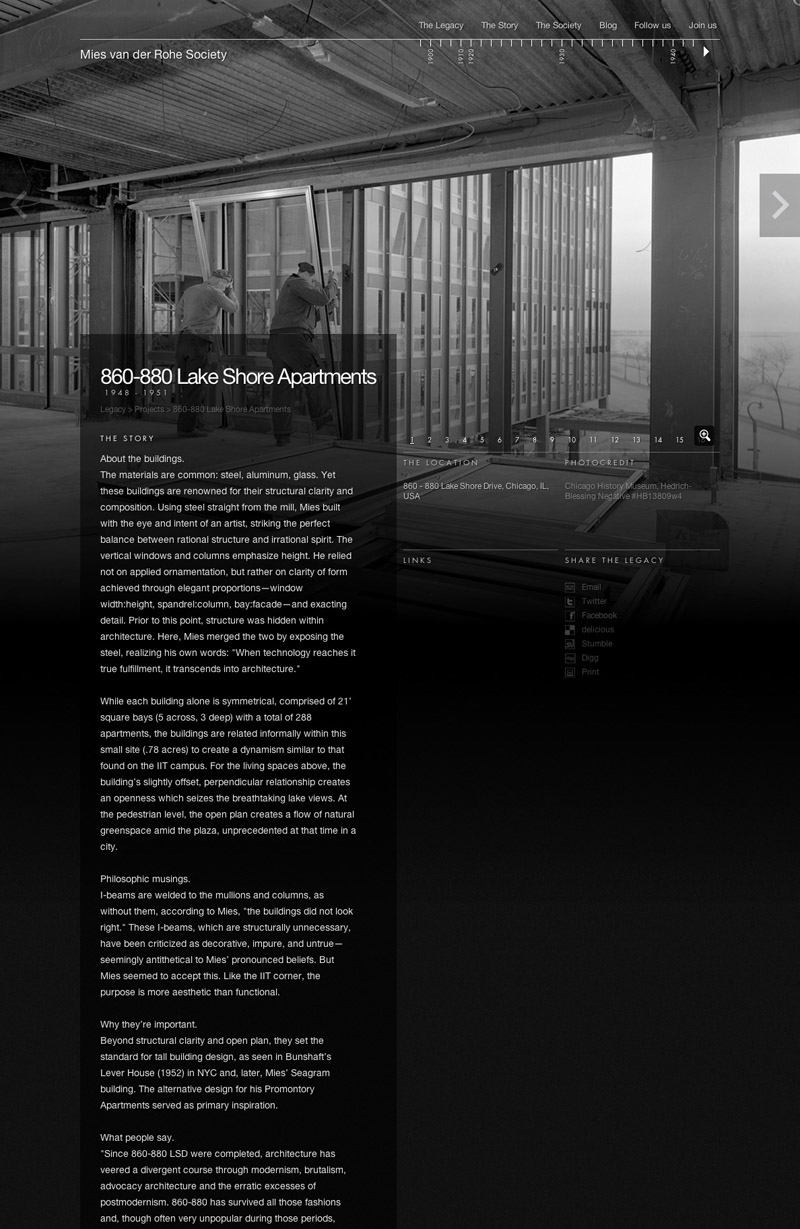 The Legacy The Story The Society Blog Follow us Join us
Mies van der Rohe Society
1900 1910 1920 1930 1940
860-880 Lake Shore Apartments
1948 - 1951
Legacy > Projects > 860-880 Lake Shore Apartments
THE STORY
About the buildings.
The materials are common: steel, aluminum, glass. Yet
these buildings are renowned for their structural clarity and
composition. Using steel straight from the mill, Mies built
with the eye and intent of an artist, striking the perfect
balance between rational structure and irrational spirit. The
vertical windows and columns emphasize height. He relied
not on applied ornamentation, but rather on clarity of form
achieved through elegant proportions—window
width:height, spandrel:column, bay:facade—and exacting
detail. Prior to this point, structure was hidden within
architecture. Here, Mies merged the two by exposing the
steel, realizing his own words: "When technology reaches it
true fulfillment, it transcends into architecture."
While each building alone is symmetrical, comprised of 21'
square bays (5 across, 3 deep) with a total of 288
apartments, the buildings are related informally within this
small site (.78 acres) to create a dynamism similar to that
found on the IIT campus. For the living spaces above, the
building's slightly offset, perpendicular relationship creates
an openness which seizes the breathtaking lake views. At
the pedestrian level, the open plan creates a flow of natural
greenspace amid the plaza, unprecedented at that time in a
city.
Philosophic musings.
I-beams are welded to the mullions and columns, as
without them, according to Mies, "the buildings did not look
right." These I-beams, which are structurally unnecessary,
have been criticized as decorative, impure, and untrue—
seemingly antithetical to Mies' pronounced beliefs. But
Mies seemed to accept this. Like the IIT corner, the
purpose is more aesthetic than functional.
Why they're important.
Beyond structural clarity and open plan, they set the
standard for tall building design, as seen in Bunshaft's
Lever House (1952) in NYC and, later, Mies' Seagram
building. The alternative design for his Promontory
Apartments served as primary inspiration.
What people say.
"Since 860-880 LSD were completed, architecture has
veered a divergent course through modernism, brutalism,
advocacy architecture and the erratic excesses of
postmodernism. 860-880 has survived all those fashions
and, though often very unpopular during those periods,
1 2 3 4 5 6 7 8 9 10 11 12 13 14 15
THE LOCATION
860 - 880 Lake Shore Drive, Chicago, IL,
USA
PHOTOCREDIT
Chicago History Museum, Hedrich-
Blessing Negative #HB13809w4
LINKS
SHARE THE LEGACY
Email
Twitter
Facebook
delicious
Stumble
Digg
Print